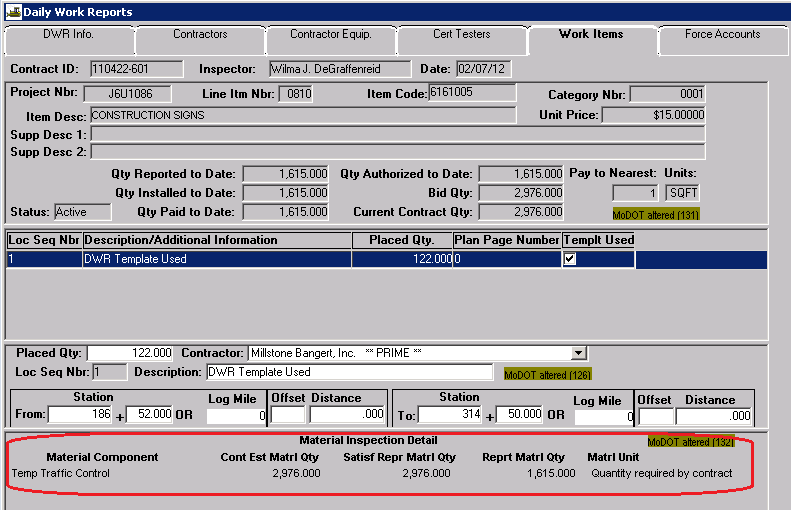 Daily Work Reports
DWR Info. Contractors Contractor Equip. Cert Testers Work Items Force Accounts
Contract ID: 110422-601 Inspector: Wilma J. DeGraffenreid Date: 02/07/12
Project Nbr: J6U1086 Line Itm Nbr: 0810 Item Code: 6161005 Category Nbr: 0001
Item Desc: CONSTRUCTION SIGNS Unit Price: $15.00000
Supp Desc 1:
Supp Desc 2:
Qty Reported to Date: 1,615.000 Qty Authorized to Date: 1,615.000 Pay to Nearest: Units:
Qty Installed to Date: 1,615.000 Bid Qty: 2,976.000 1 SQFT
Status: Active Qty Paid to Date: 1,615.000 Current Contract Qty: 2,976.000 MoDOT altered (131)
Loc Seq Nbr Description/Additional Information Placed Qty. Plan Page Number Templt Used
1 DWR Template Used 122.000 0
Placed Qty: 122.000 Contractor: Millstone Bangert, Inc. ** PRIME **
Loc Seq Nbr: 1 Description: DWR Template Used MoDOT altered (126)
Station Log Mile Offset Distance Station Log Mile Offset Distance
From: 186 + 52.000 OR 0 .000 To: 314 + 50.000 OR 0 .000
Material Inspection Detail MoDOT altered (132)
Material Component Cont Est Matrl Qty Satisf Repr Matrl Qty Reprt Matrl Qty Matrl Unit
Temp Traffic Control 2,976.000 2,976.000 1,615.000 Quantity required by contract